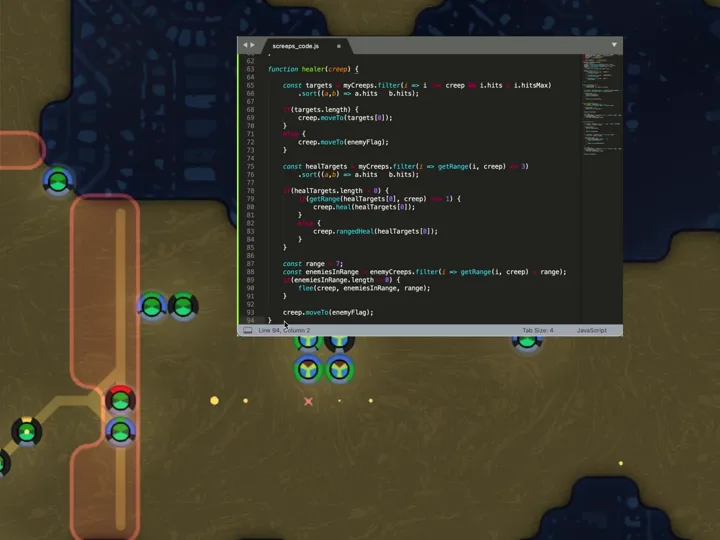 screeps_code.js
62
63 function healer(creep) {
64
65 const targets = myCreeps.filter(i => i != creep && i.hits < i.hitsMax)
66 .sort((a,b) => a.hits - b.hits);
67
68 if(targets.length) {
69 creep.moveTo(targets[0]);
70 }
71 else {
72 creep.moveTo(enemyFlag);
73 }
74
75 const healTargets = myCreeps.filter(i => getRange(i, creep) <= 3)
76 .sort((a,b) => a.hits - b.hits);
77
78 if(healTargets.length > 0) {
79 if(getRange(healTargets[0], creep) == 1) {
80 creep.heal(healTargets[0]);
81 }
82 else {
83 creep.rangedHeal(healTargets[0]);
84 }
85 }
86
87 const range = 7;
88 const enemiesInRange = enemyCreeps.filter(i => getRange(i, creep) < range);
89 if(enemiesInRange.length > 0) {
90 flee(creep, enemiesInRange, range);
91 }
92
93 creep.moveTo(enemyFlag);
94 }
Line 94, Column 2 Tab Size: 4 JavaScript